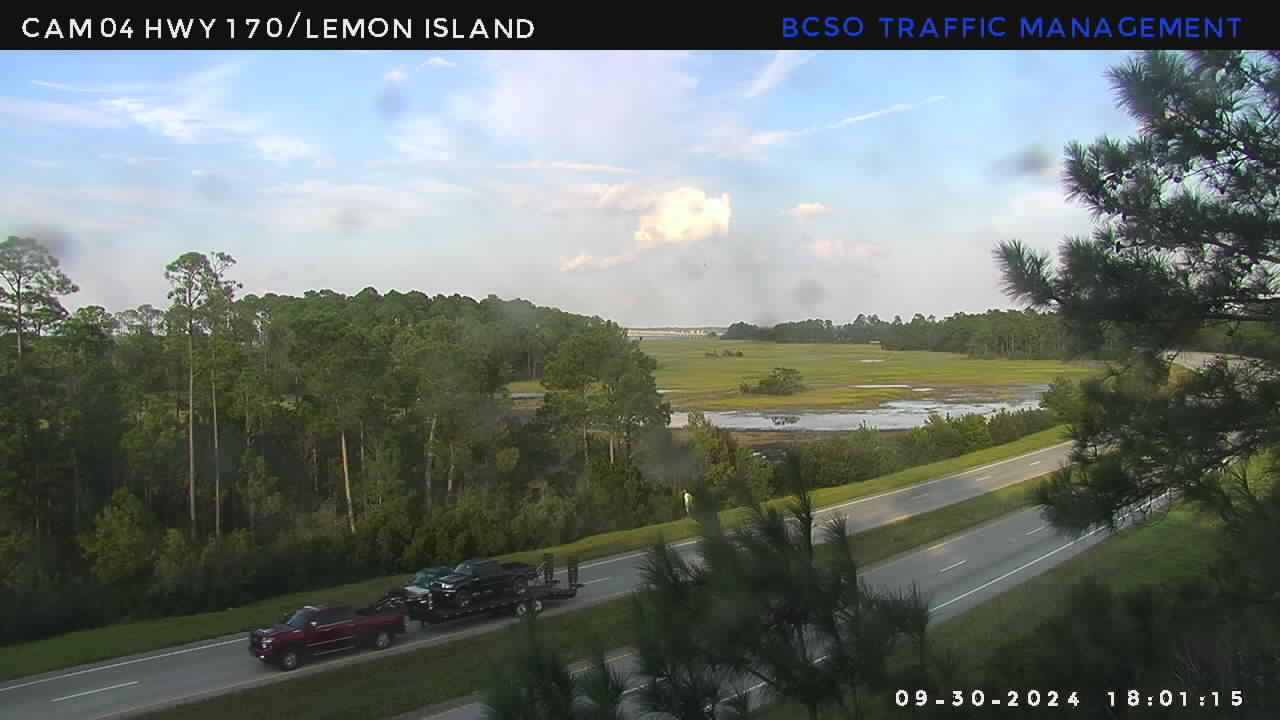 CAM04 HWY 170/LEMON ISLAND
BCSO TRAFFIC MANAGEMENT
09-30-2024 18:01:15